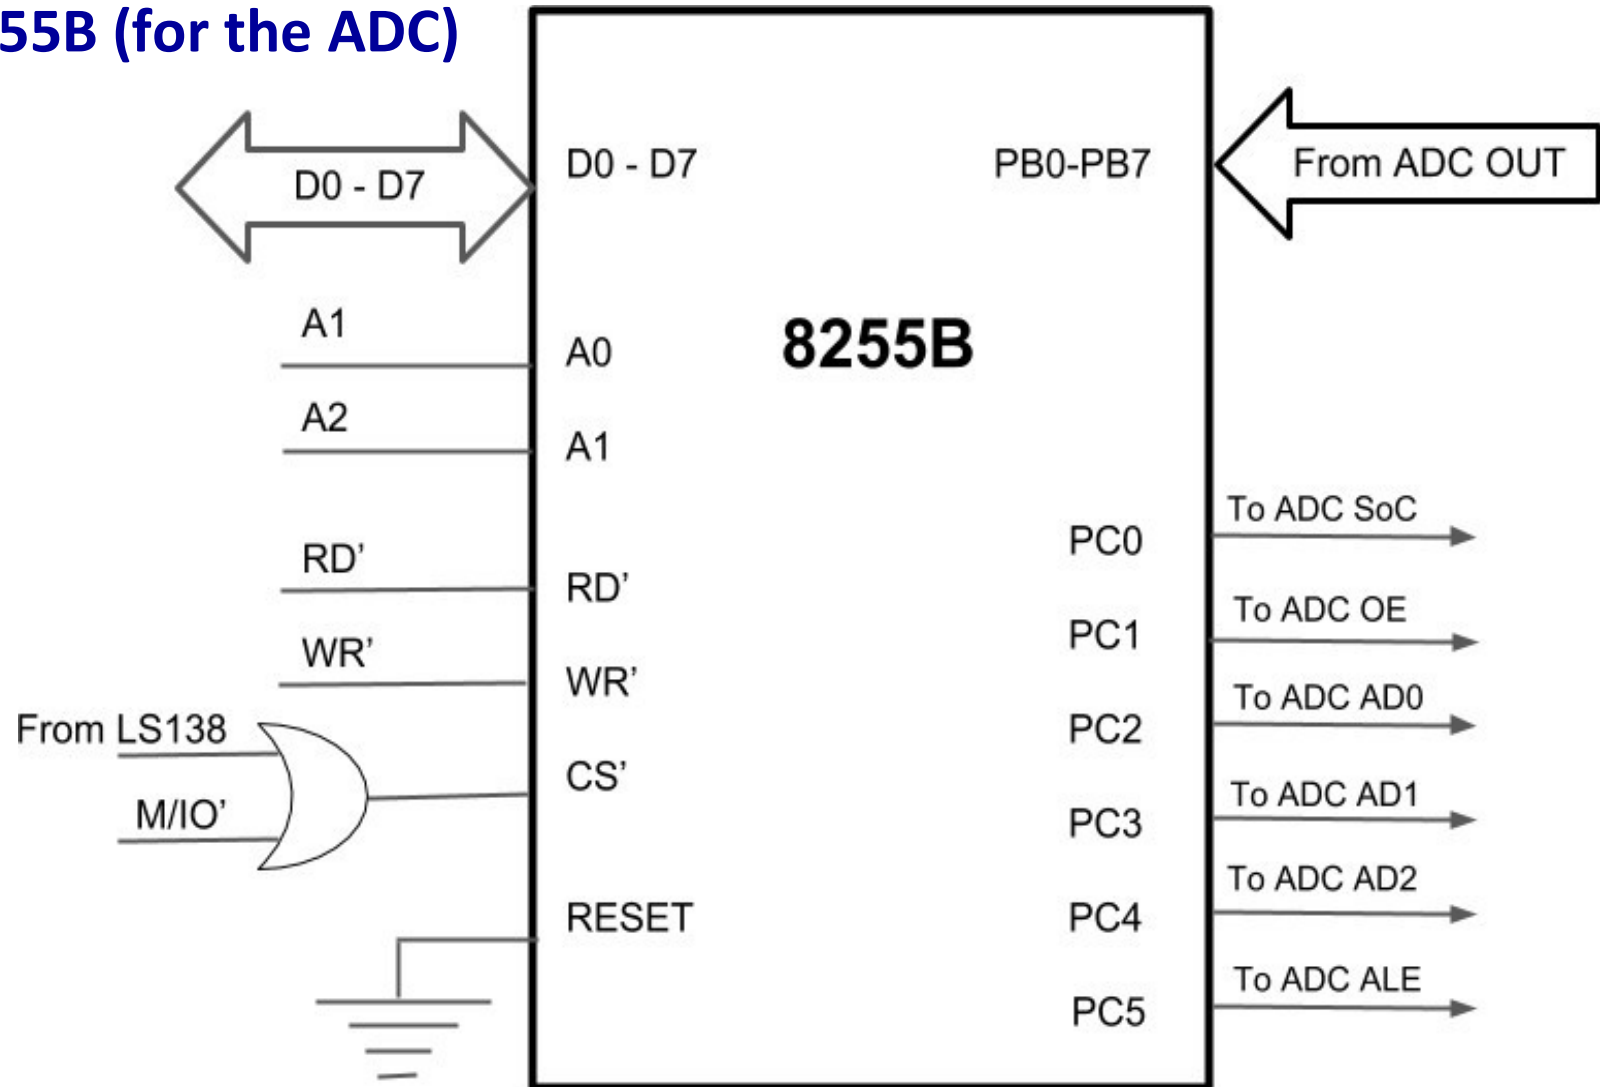 55B (for the ADC)
D0 - D7
D0 - D7
PB0-PB7
From ADC OUT
A1
A0
8255B
A2
A1
To ADC SoC
PC0
RD’
RD’
To ADC OE
PC1
WR’
WR’
To ADC AD0
PC2
From LS138
CS’
M/IO’
To ADC AD1
PC3
To ADC AD2
RESET
PC4
To ADC ALE
PC5